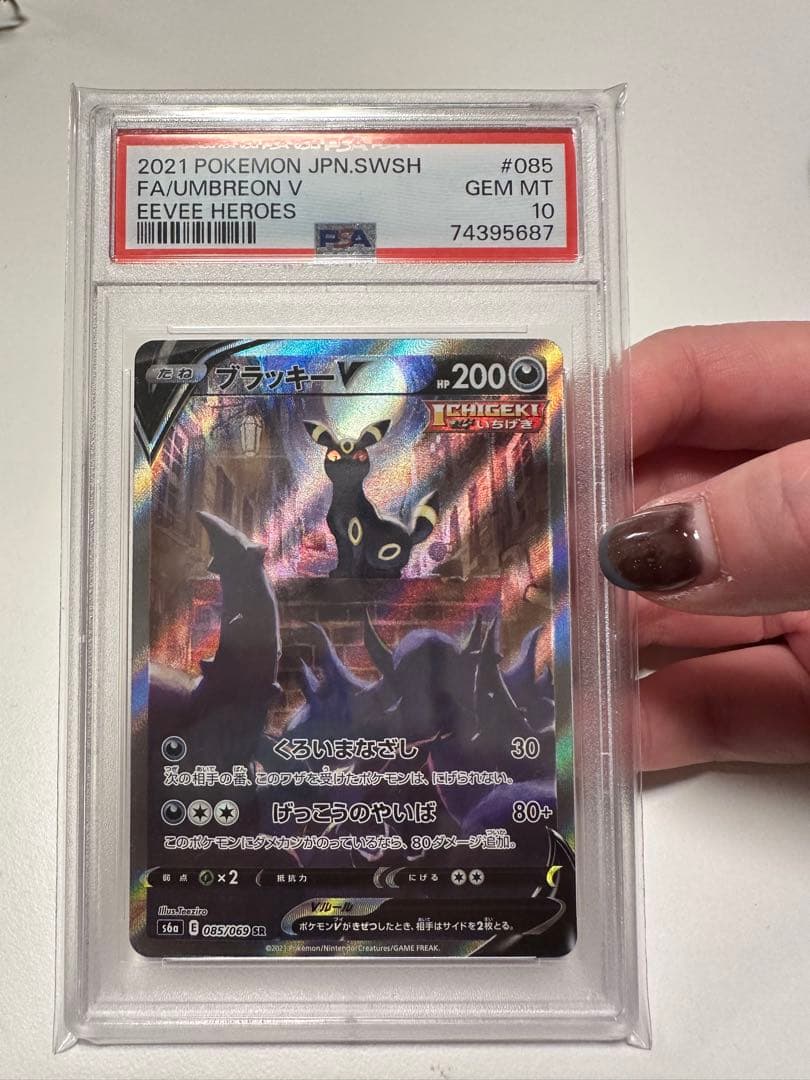 2021 POKEMON JPN.SWSH #085
FA/UMBREON V GEM MT
EEVEE HEROES 10
PSA 74395687
たね ブラッキーV HP 200
ICHIGEKI
いちげき
くろいまなざし 30
次の相手の番、このワザを受けたポケモンは、にげられない。
げっこうのやいば 80+
このポケモンにダメカンがのっているなら、80ダメージ追加。
弱点 ×2 抵抗力 にげる
Illus.Teeziro
Vルール
s6a E 085/069 SR ポケモンVがきぜつしたとき、相手はサイドを2枚とる。
©2021 Pokémon/Nintendo/Creatures/GAME FREAK.